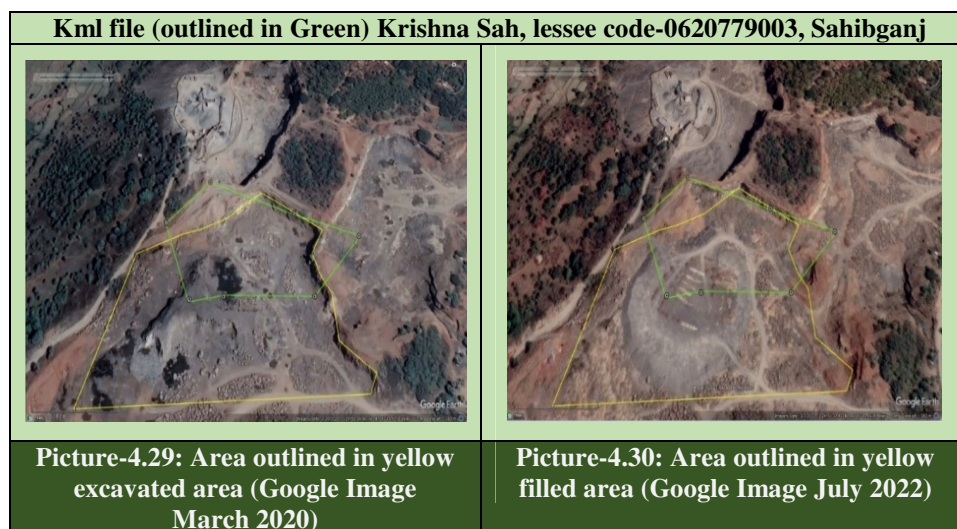 Kml file (outlined in Green) Krishna Sah, lessee code-0620779003, Sahibganj
Google Earth
Google Earth
Picture-4.29: Area outlined in yellow
excavated area (Google Image
March 2020)
Picture-4.30: Area outlined in yellow
filled area (Google Image July 2022)